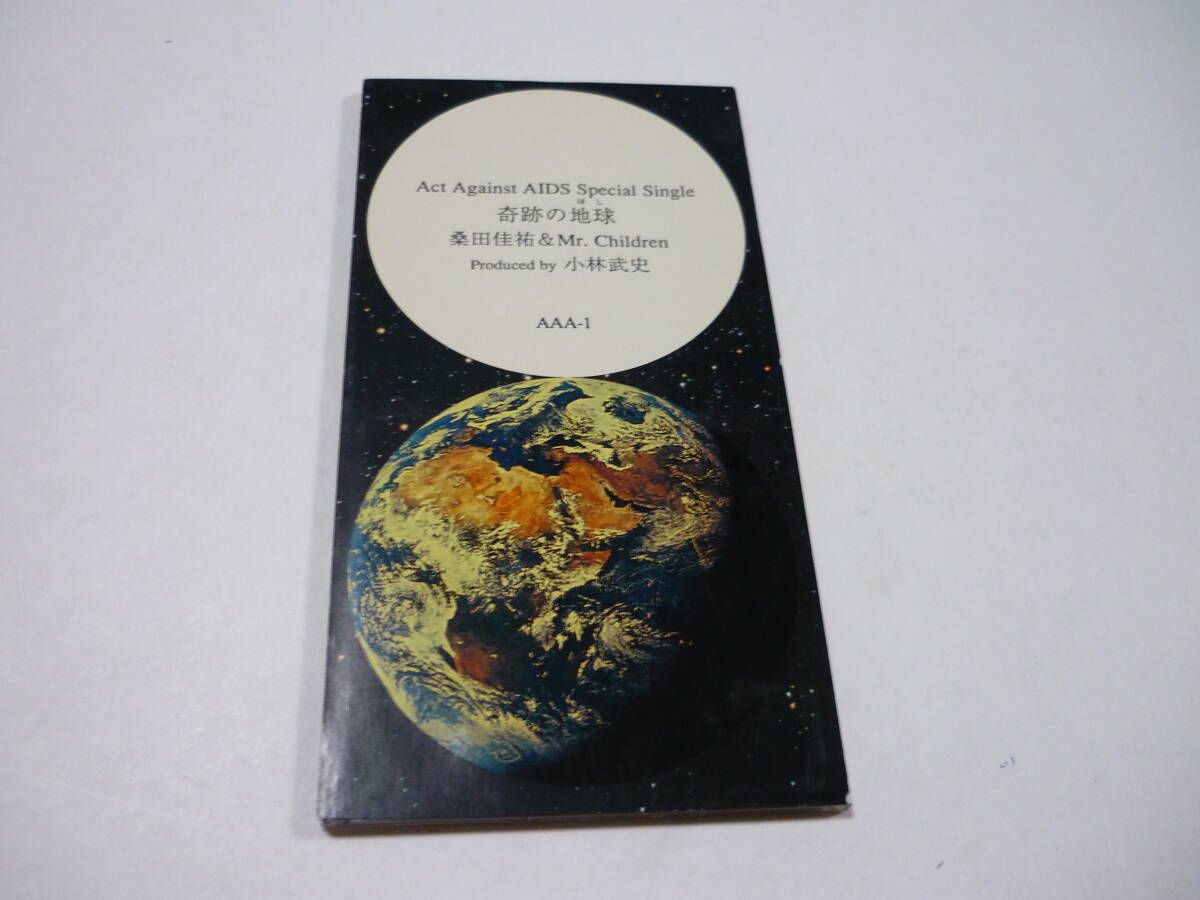 Act Against AIDS Special Single
ほし
奇跡の地球
桑田佳祐＆Mr. Children
Produced by 小林武史
AAA-1